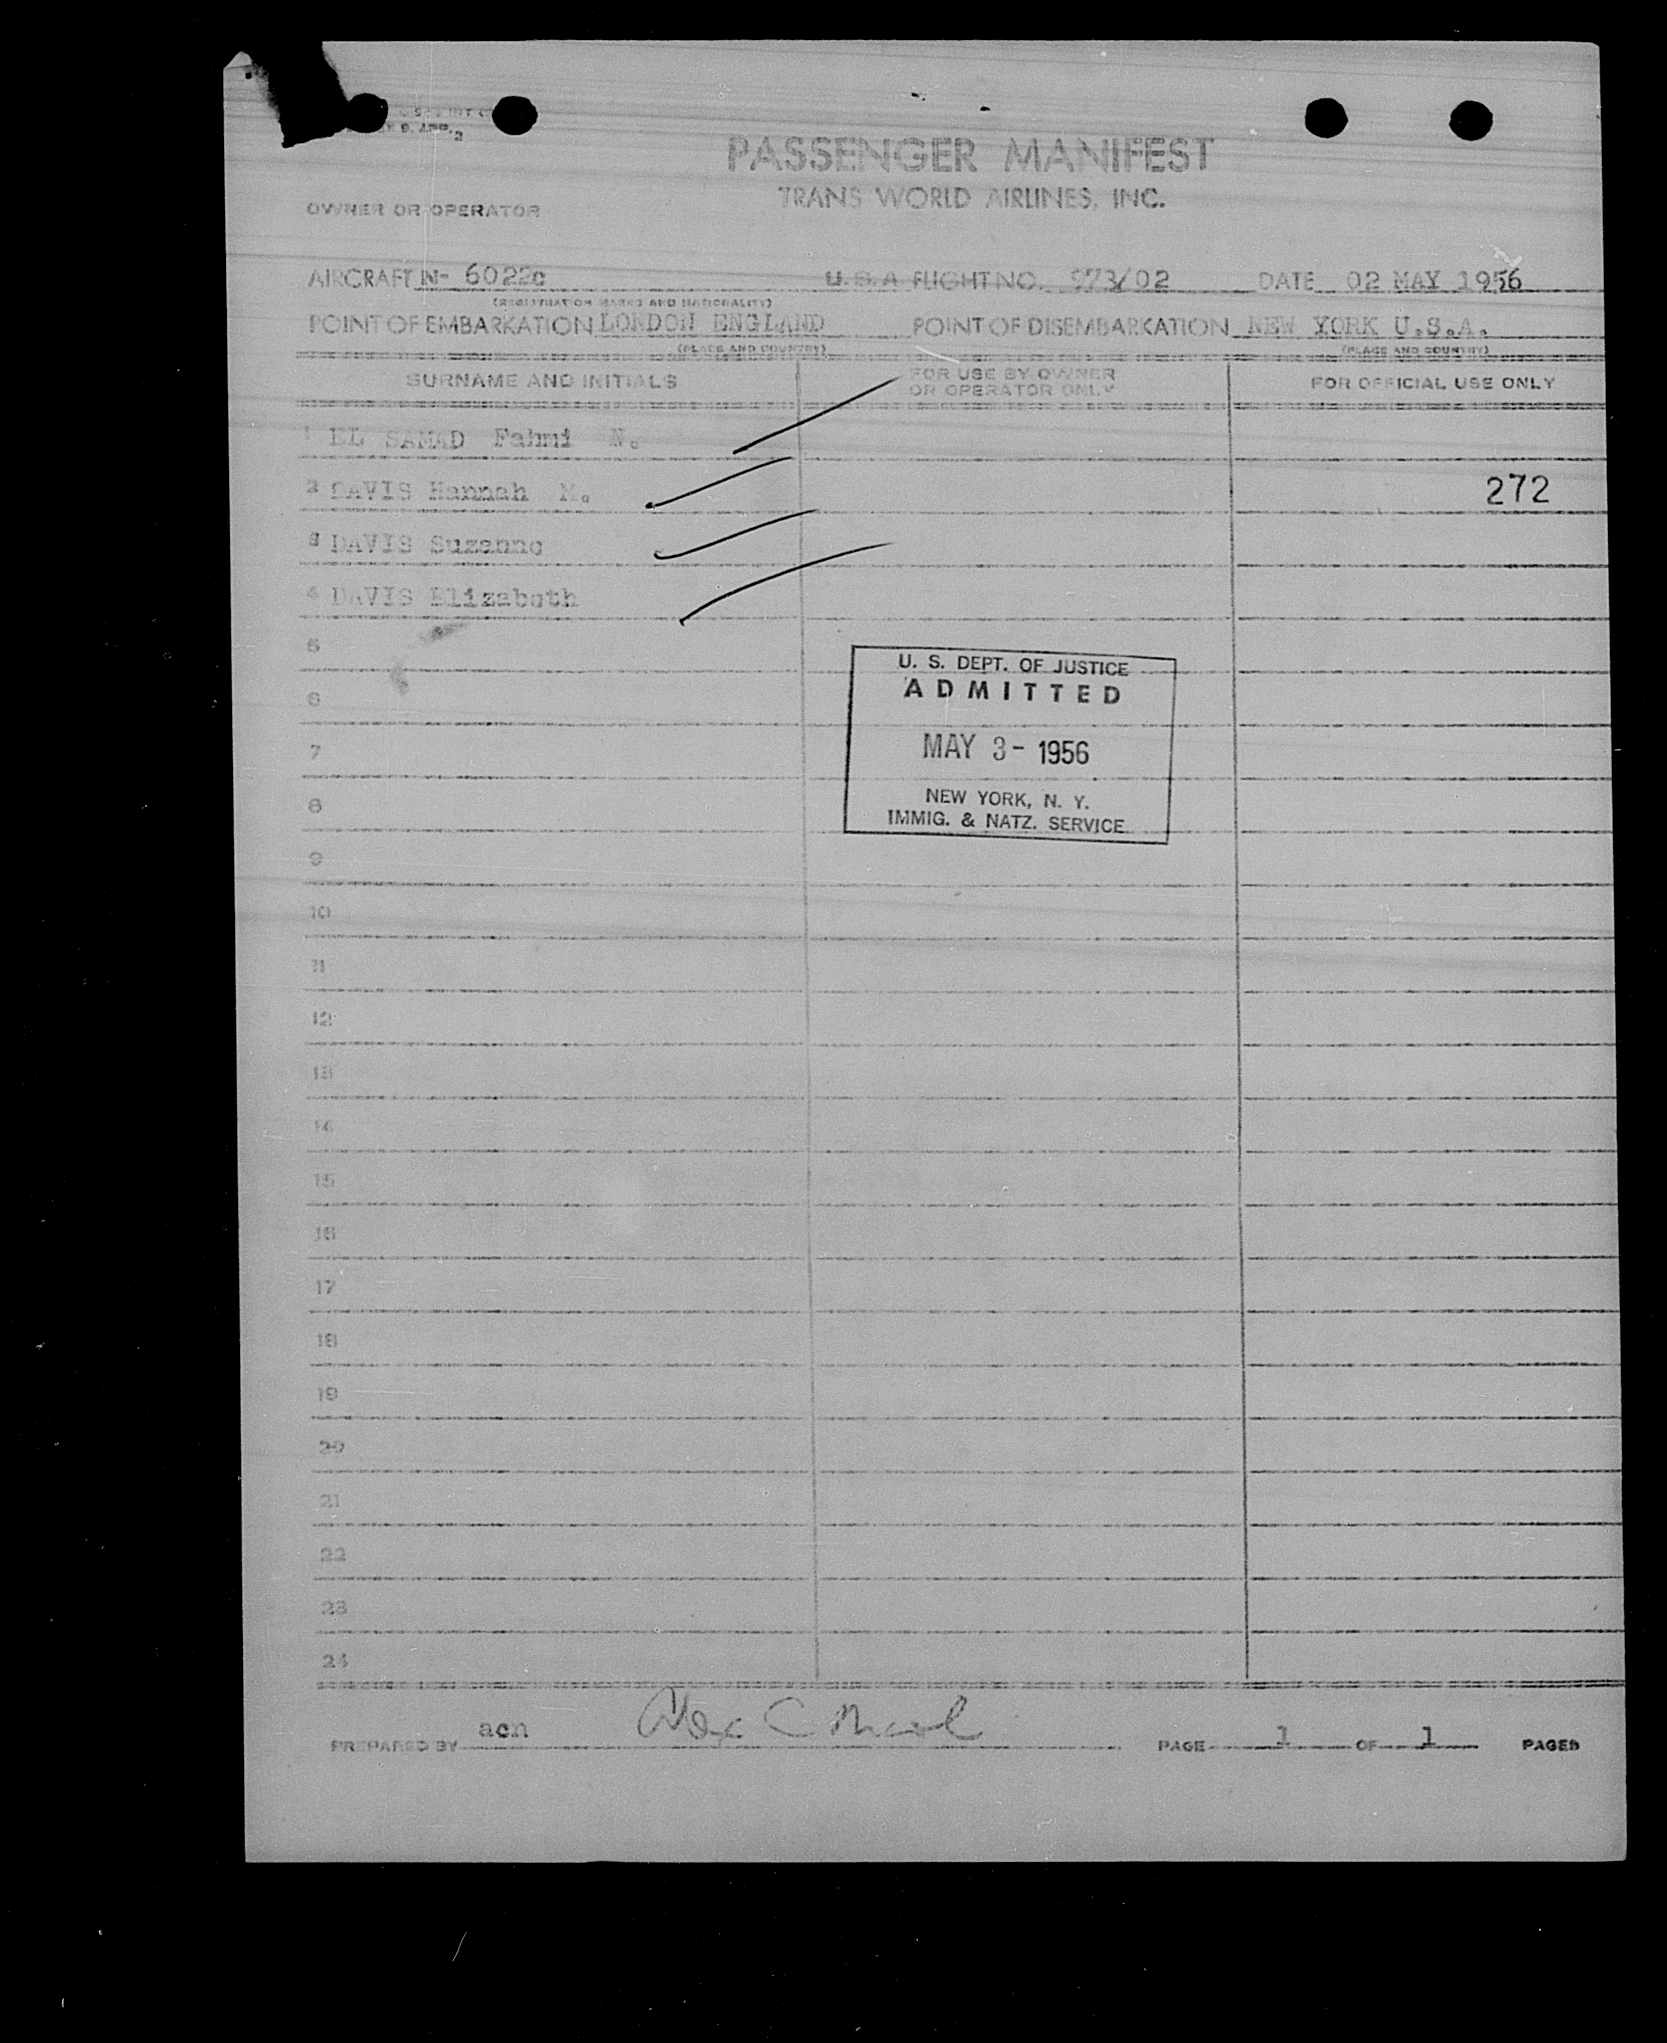 PASSENGER MANIFEST
TRANS WORLD AIRLINES, INC.
OWNER OR OPERATOR
AIRCRAFT N- 6022C U.S.A FLIGHT NO. 973/02 DATE 02 MAY 1956
(REGISTRATION MARKS AND NATIONALITY)
POINT OF EMBARKATION LONDON ENGLAND POINT OF DISEMBARKATION NEW YORK U.S.A.
(PLACE AND COUNTRY) (PLACE AND COUNTRY)
SURNAME AND INITIALS FOR USE BY OWNER OR OPERATOR ONLY FOR OFFICIAL USE ONLY
1 EL SAMAD Fahmi N.
2 DAVIS Hannah M. 272
3 DAVIS Suzanne
4 DAVIS Elizabeth
5
6
7
8
9
10
11
12
13
14
15
16
17
18
19
20
21
22
23
24
U. S. DEPT. OF JUSTICE
ADMITTED
MAY 3 - 1956
NEW YORK, N. Y.
IMMIG. & NATZ. SERVICE
PREPARED BY acn Alex C PAGE 1 OF 1 PAGES